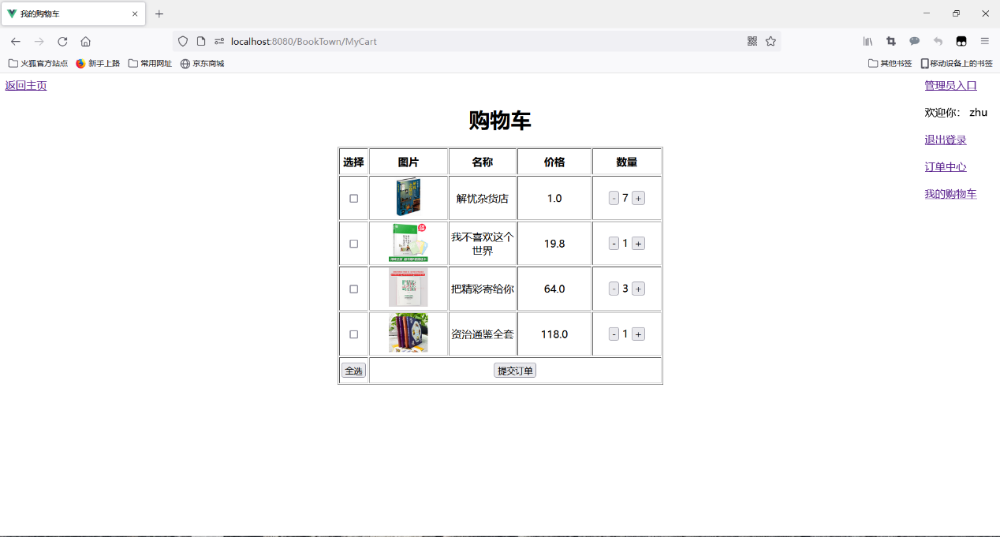 我的购物车
localhost:8080/BookTown/MyCart
火狐官方站点 新手上路 常用网址 京东商城 其他书签 移动设备上的书签
返回主页 管理员入口
欢迎你： zhu
退出登录
订单中心
我的购物车
购物车
选择 图片 名称 价格 数量
解忧杂货店 1.0 - 7 +
我不喜欢这个
世界 19.8 - 1 +
把精彩寄给你 64.0 - 3 +
资治通鉴全套 118.0 - 1 +
全选 提交订单